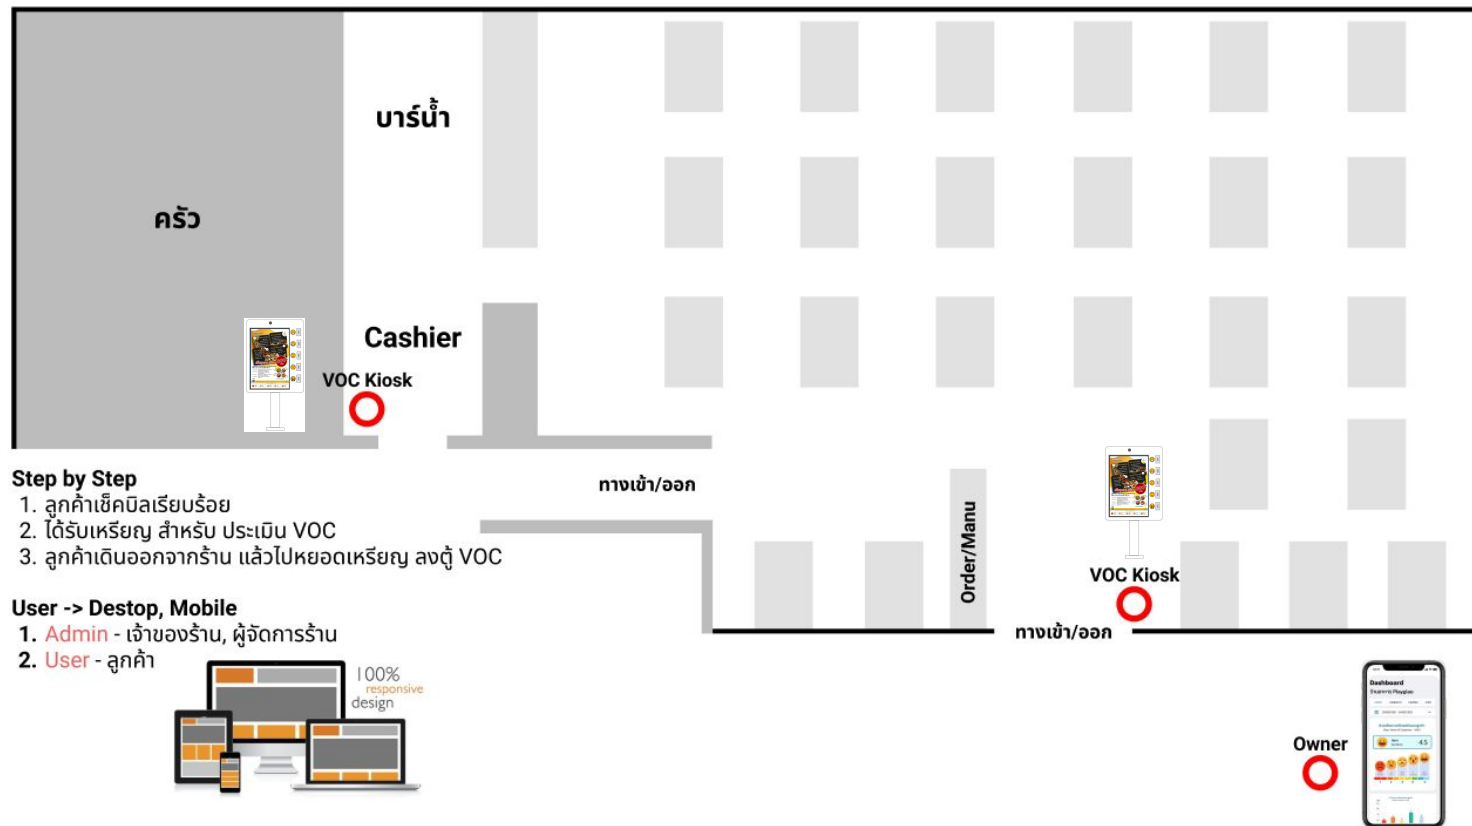 บาร์น้ำ
ครัว
Cashier
VOC Kiosk
ทางเข้า/ออก
Order/Manu
VOC Kiosk
ทางเข้า/ออก
Step by Step
1. ลูกค้าเช็คบิลเรียบร้อย
2. ได้รับเหรียญ สำหรับ ประเมิน VOC
3. ลูกค้าเดินออกจากร้าน แล้วไปหยอดเหรียญ ลงตู้ VOC
User -> Destop, Mobile
1. Admin - เจ้าของร้าน, ผู้จัดการร้าน
2. User - ลูกค้า
100%
responsive
design
Owner
Dashboard
4.5